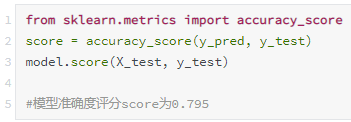 1 from sklearn.metrics import accuracy_score
2 score = accuracy_score(y_pred, y_test)
3 model.score(X_test, y_test)
4
5 #模型准确度评分score为0.795